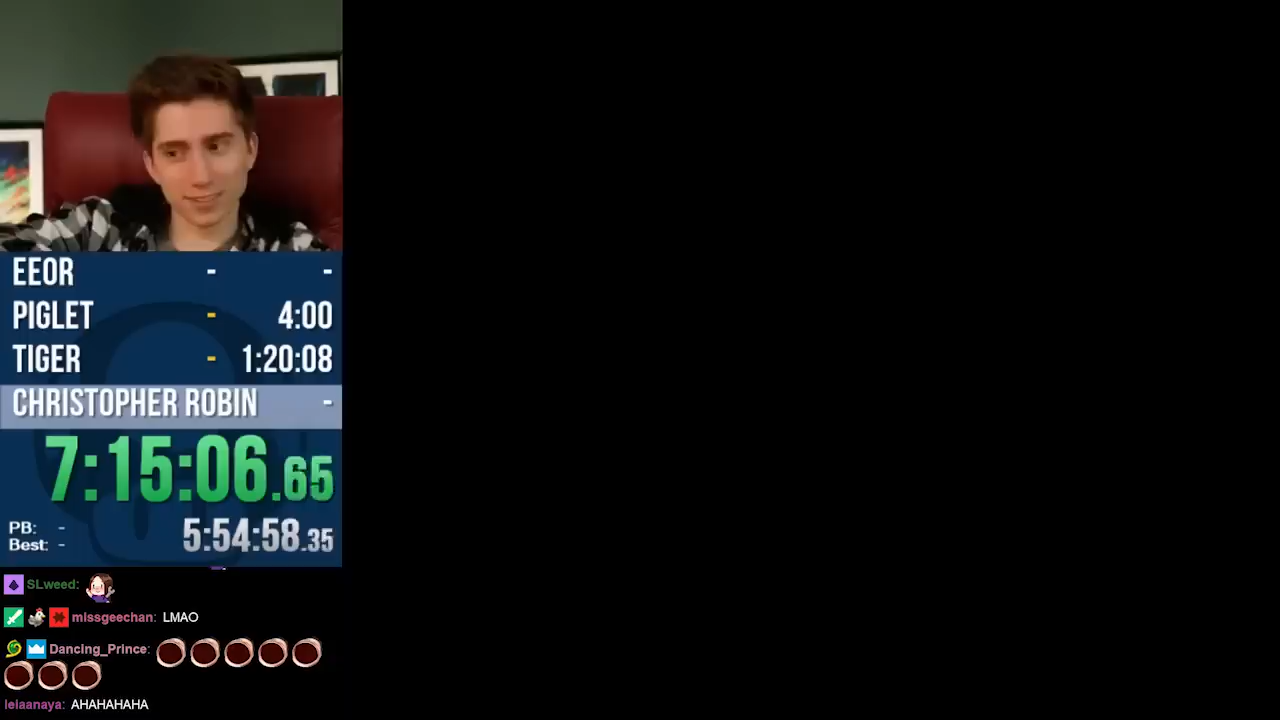 EEOR - -
PIGLET - 4:00
TIGER - 1:20:08
CHRISTOPHER ROBIN -
7:15:06.65
PB: - 5:54:58.35
Best: -
SLweed:
missgeechan: LMAO
Dancing_Prince:
leiaanaya: AHAHAHAHA